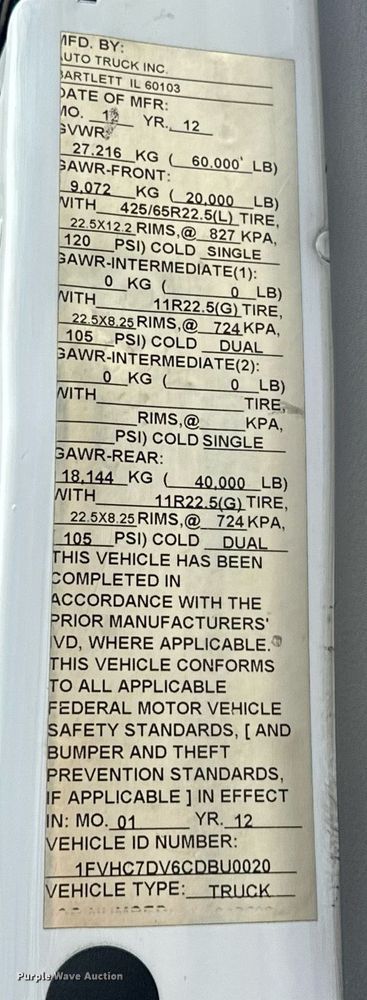 MFD. BY:
AUTO TRUCK INC.
BARTLETT IL 60103
DATE OF MFR:
MO. YR. 12
GVWR
27,216 KG ( 60,000 LB)
GAWR-FRONT:
9,072 KG ( 20,000 LB)
WITH 425/65R22.5(L) TIRE,
22.5X12.2 RIMS,@ 827 KPA,
120 PSI) COLD SINGLE
GAWR-INTERMEDIATE(1):
0 KG ( 0 LB)
WITH 11R22.5(G) TIRE,
22.5X8.25 RIMS,@ 724 KPA,
105 PSI) COLD DUAL
GAWR-INTERMEDIATE(2):
0 KG ( 0 LB)
WITH TIRE,
RIMS,@ KPA,
PSI) COLD SINGLE
GAWR-REAR:
18,144 KG ( 40,000 LB)
WITH 11R22.5(G) TIRE,
22.5X8.25 RIMS,@ 724 KPA,
105 PSI) COLD DUAL
THIS VEHICLE HAS BEEN
COMPLETED IN
ACCORDANCE WITH THE
PRIOR MANUFACTURERS'
VD, WHERE APPLICABLE.
THIS VEHICLE CONFORMS
TO ALL APPLICABLE
FEDERAL MOTOR VEHICLE
SAFETY STANDARDS, [ AND
BUMPER AND THEFT
PREVENTION STANDARDS,
IF APPLICABLE ] IN EFFECT
IN: MO. 01 YR. 12
VEHICLE ID NUMBER:
1FVHC7DV6CDBU0020
VEHICLE TYPE: TRUCK
Purple Wave Auction